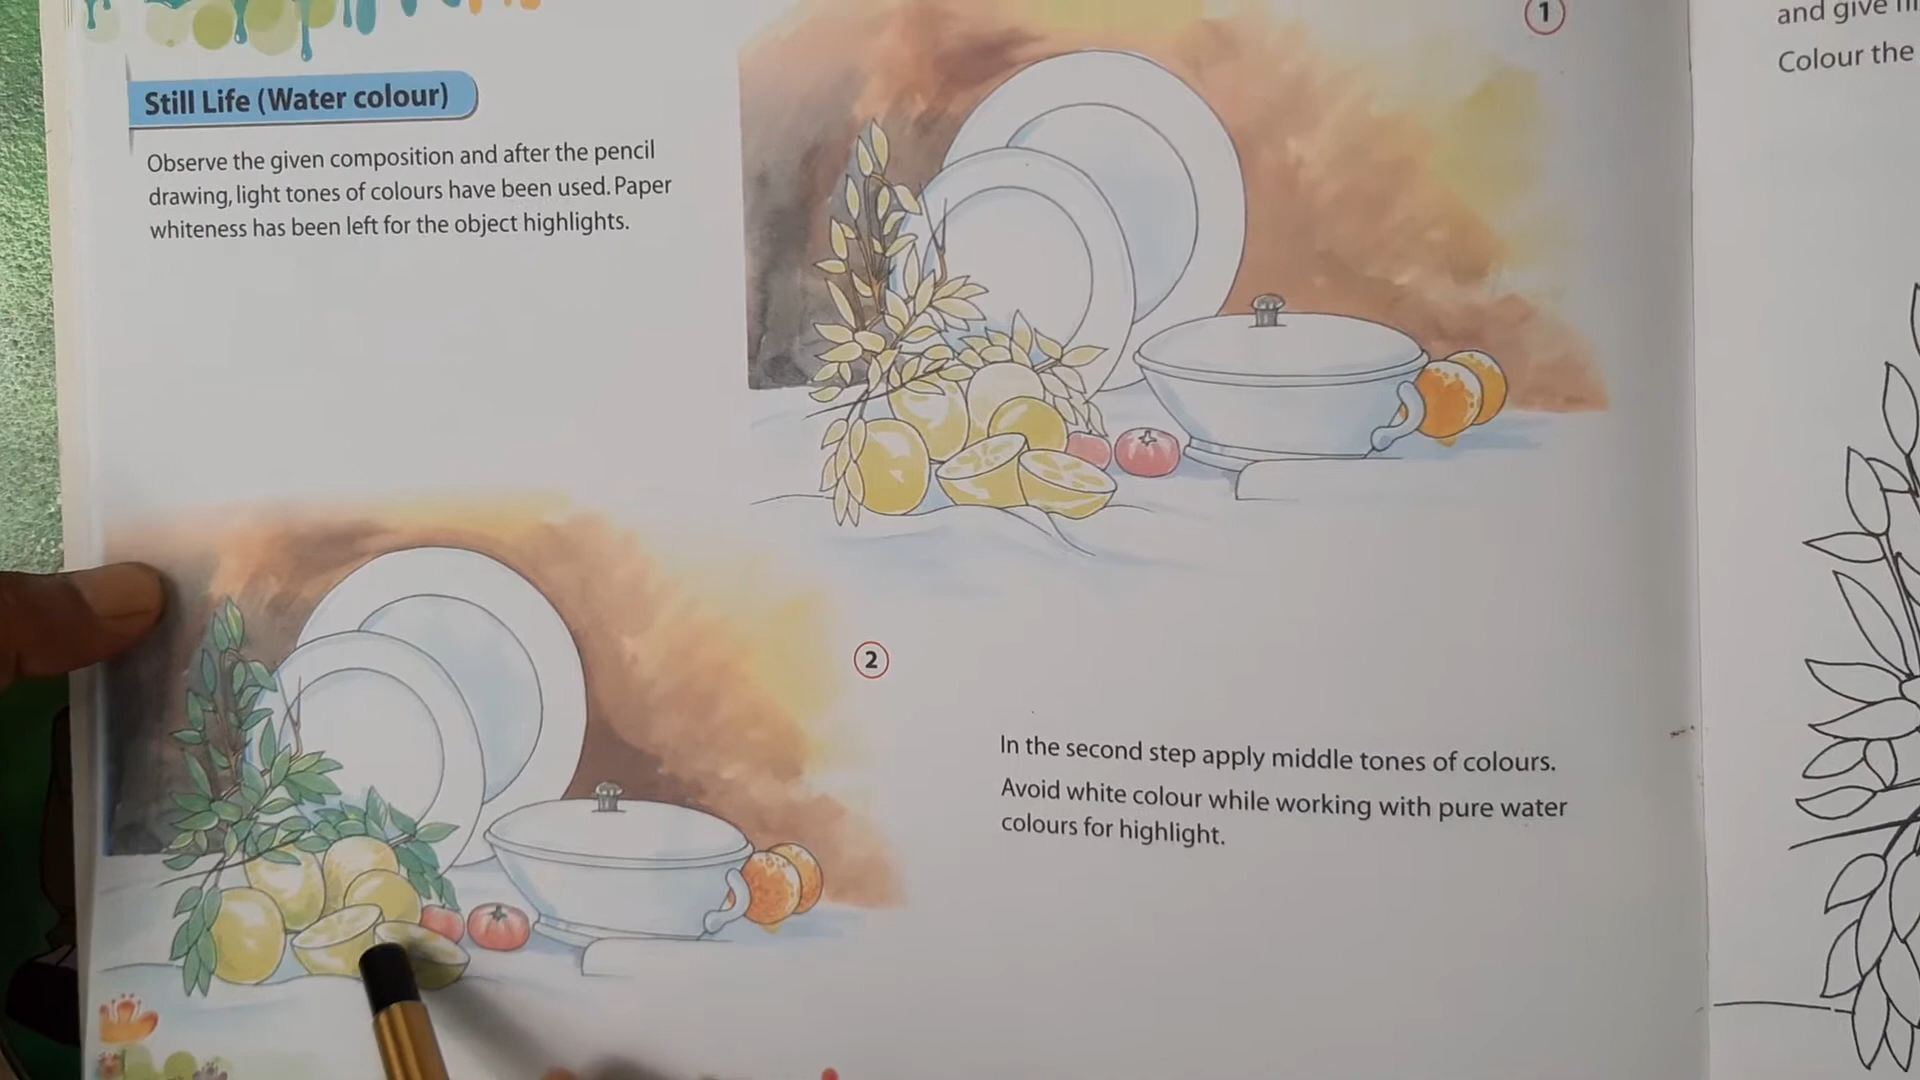 Still Life (Water colour)
Observe the given composition and after the pencil
drawing, light tones of colours have been used. Paper
whiteness has been left for the object highlights.
1
2
In the second step apply middle tones of colours.
Avoid white colour while working with pure water
colours for highlight.
and give
Colour the